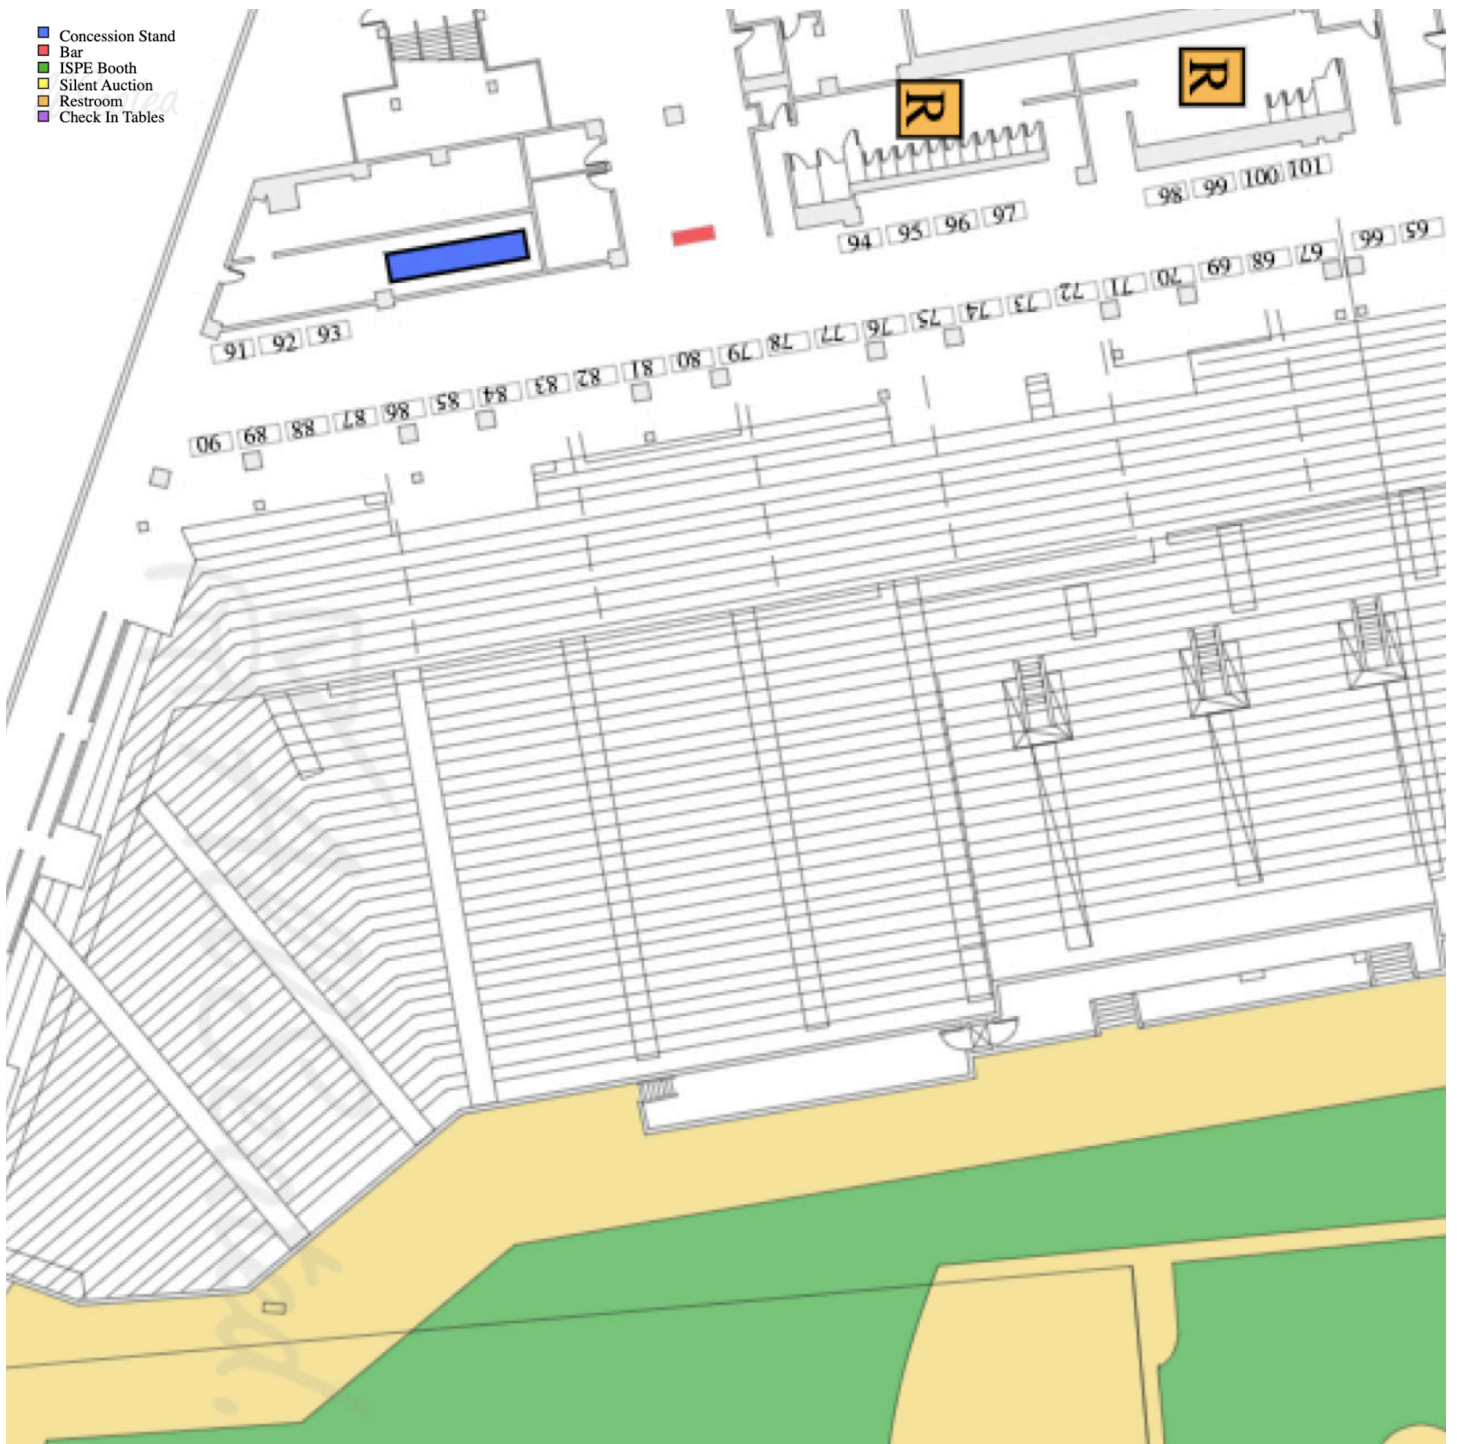 Concession Stand
Bar
ISPE Booth
Silent Auction
Restroom
Check In Tables
R
R
98 99 100 101
94 95 96 97
91 92 93
90 89 88 87 86 85 84 83 82 81 80 79 78 77 76 75 74 73 72 71 70 69 68 67 66 65